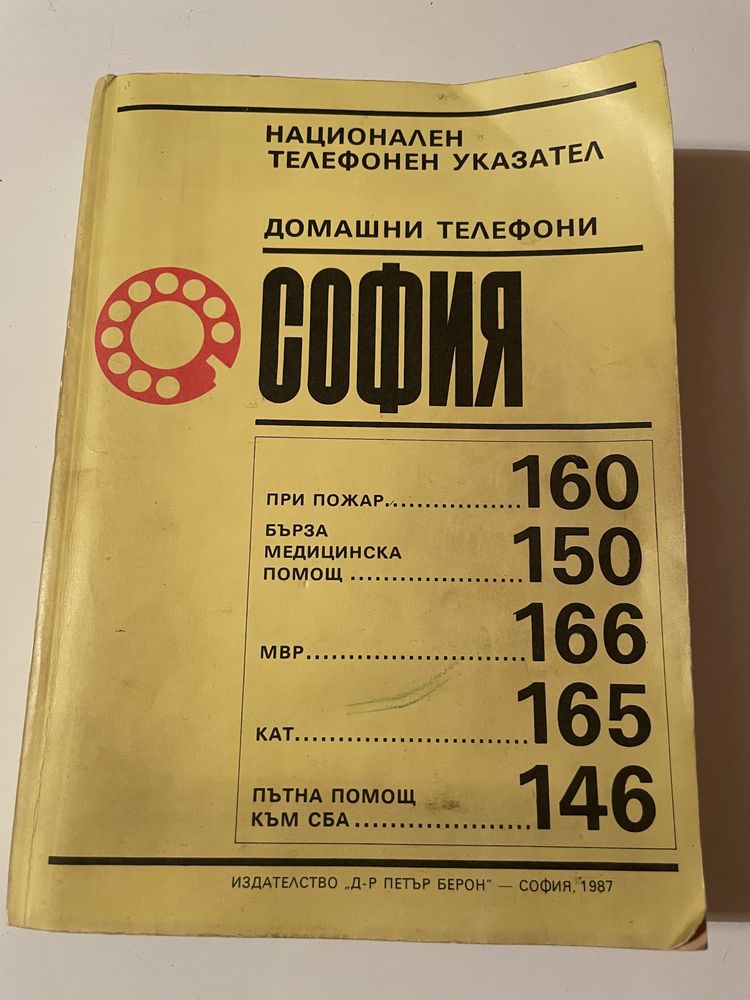 НАЦИОНАЛЕН
ТЕЛЕФОНЕН УКАЗАТЕЛ
ДОМАШНИ ТЕЛЕФОНИ
СОФИЯ
ПРИ ПОЖАР..................160
БЪРЗА
МЕДИЦИНСКА
ПОМОЩ......................150
МВР............................166
КАТ.............................165
ПЪТНА ПОМОЩ
КЪМ СБА......................146
ИЗДАТЕЛСТВО „Д-Р ПЕТЪР БЕРОН" — СОФИЯ, 1987